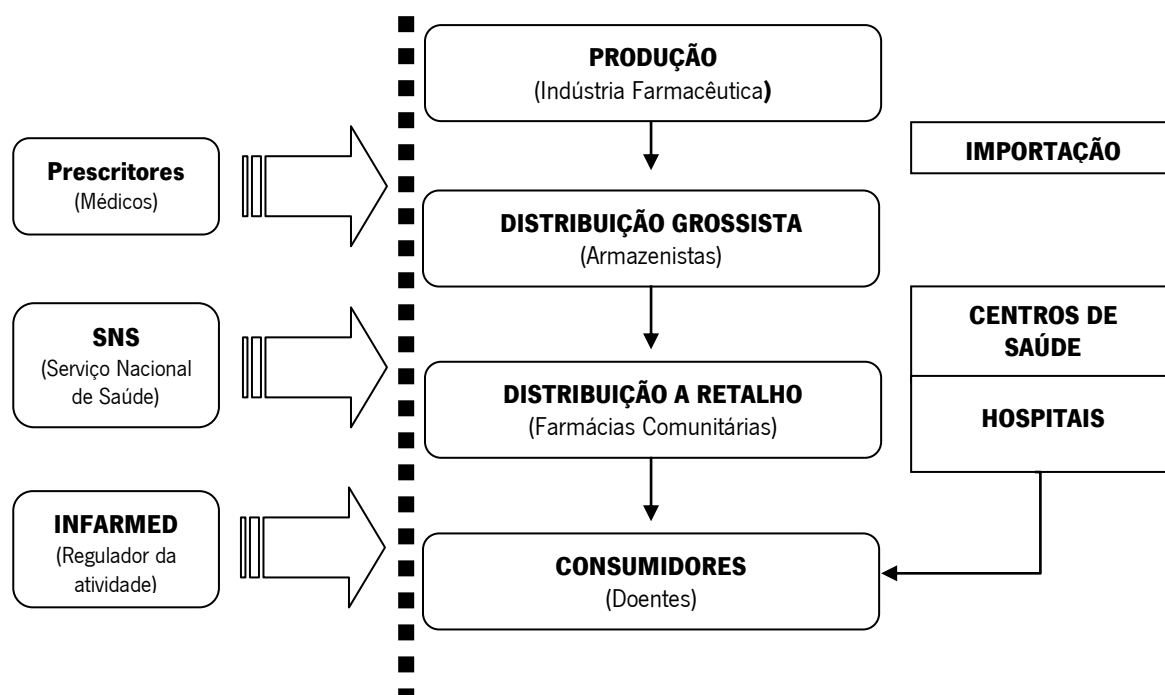 PRODUÇÃO
(Indústria Farmacêutica)
IMPORTAÇÃO
Prescritores
(Médicos)
DISTRIBUIÇÃO GROSSISTA
(Armazenistas)
SNS
(Serviço Nacional
de Saúde)
CENTROS DE
SAÚDE
DISTRIBUIÇÃO A RETALHO
(Farmácias Comunitárias)
HOSPITAIS
INFARMED
(Regulador da
atividade)
CONSUMIDORES
(Doentes)